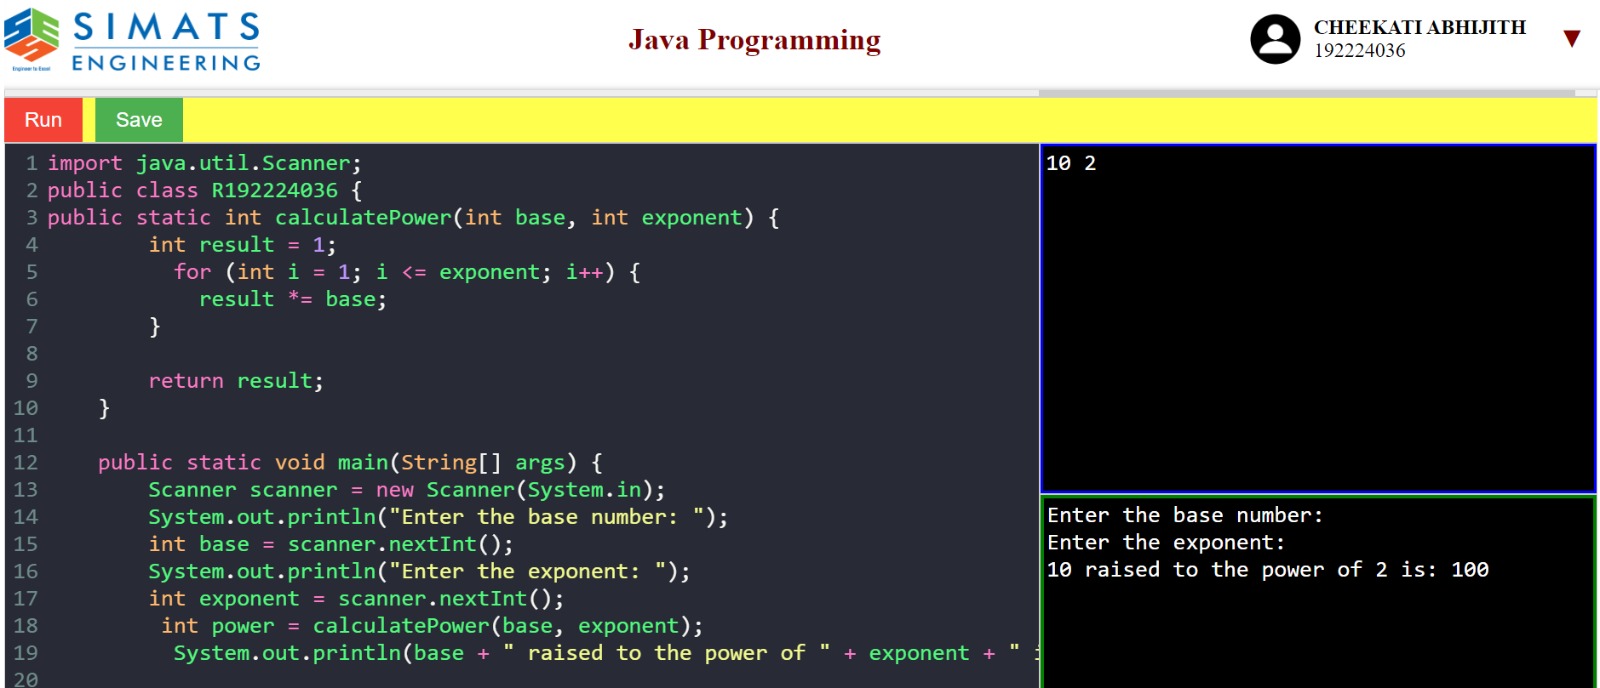 SIMATS
ENGINEERING
Engineer to Excel
Java Programming
CHEEKATI ABHIJITH
192224036
Run
Save
1 import java.util.Scanner;
2 public class R192224036 {
3 public static int calculatePower(int base, int exponent) {
4 int result = 1;
5 for (int i = 1; i <= exponent; i++) {
6 result *= base;
7 }
8
9 return result;
10 }
11
12 public static void main(String[] args) {
13 Scanner scanner = new Scanner(System.in);
14 System.out.println("Enter the base number: ");
15 int base = scanner.nextInt();
16 System.out.println("Enter the exponent: ");
17 int exponent = scanner.nextInt();
18 int power = calculatePower(base, exponent);
19 System.out.println(base + " raised to the power of " + exponent + "
20
10 2
Enter the base number:
Enter the exponent:
10 raised to the power of 2 is: 100